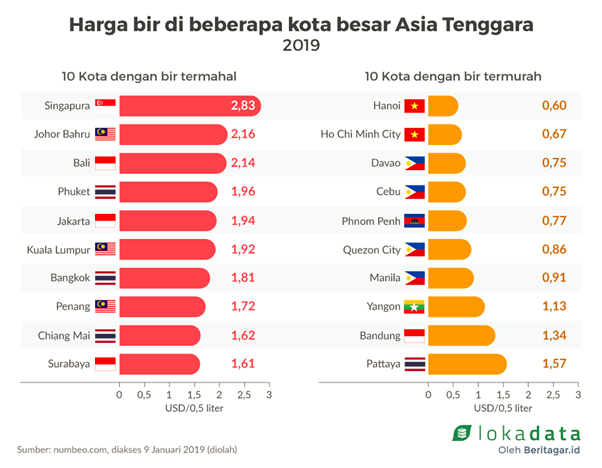 Harga bir di beberapa kota besar Asia Tenggara
2019
10 Kota dengan bir termahal
Singapura 2,83
Johor Bahru 2,16
Bali 2,14
Phuket 1,96
Jakarta 1,94
Kuala Lumpur 1,92
Bangkok 1,81
Penang 1,72
Chiang Mai 1,62
Surabaya 1,61
0 0,5 1 1,5 2 2,5 3
USD/0,5 liter
10 Kota dengan bir termurah
Hanoi 0,60
Ho Chi Minh City 0,67
Davao 0,75
Cebu 0,75
Phnom Penh 0,77
Quezon City 0,86
Manila 0,91
Yangon 1,13
Bandung 1,34
Pattaya 1,57
0 0,5 1 1,5 2 2,5 3
USD/0,5 liter
Sumber: numbeo.com, diakses 9 Januari 2019 (diolah)
lokadata
Oleh Beritagar.id